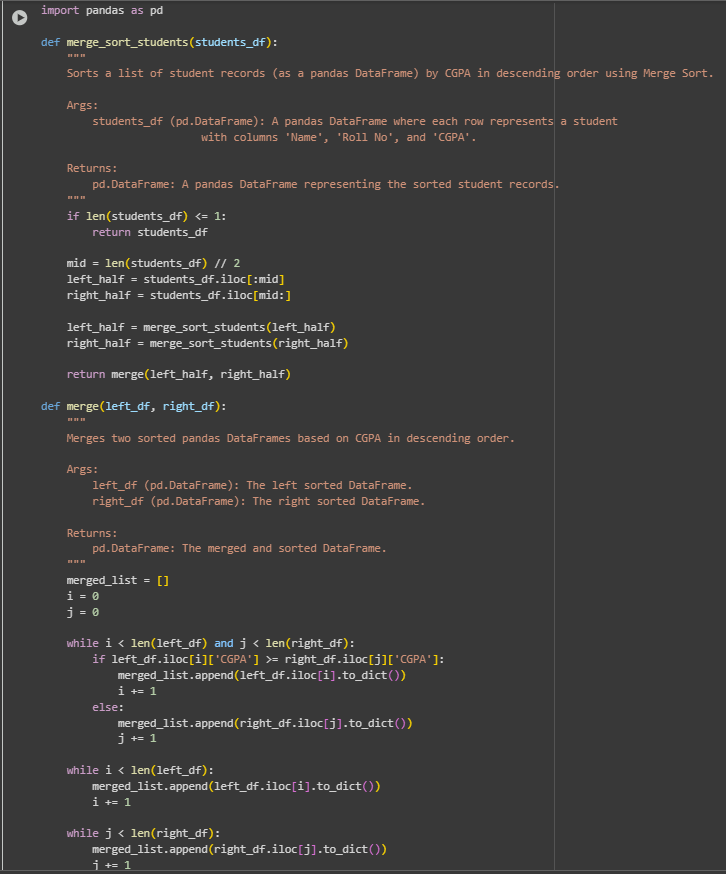 import pandas as pd
def merge_sort_students(students_df):
"""
Sorts a list of student records (as a pandas DataFrame) by CGPA in descending order using Merge Sort.
Args:
students_df (pd.DataFrame): A pandas DataFrame where each row represents a student
with columns 'Name', 'Roll No', and 'CGPA'.
Returns:
pd.DataFrame: A pandas DataFrame representing the sorted student records.
"""
if len(students_df) <= 1:
return students_df
mid = len(students_df) // 2
left_half = students_df.iloc[:mid]
right_half = students_df.iloc[mid:]
left_half = merge_sort_students(left_half)
right_half = merge_sort_students(right_half)
return merge(left_half, right_half)
def merge(left_df, right_df):
"""
Merges two sorted pandas DataFrames based on CGPA in descending order.
Args:
left_df (pd.DataFrame): The left sorted DataFrame.
right_df (pd.DataFrame): The right sorted DataFrame.
Returns:
pd.DataFrame: The merged and sorted DataFrame.
"""
merged_list = []
i = 0
j = 0
while i < len(left_df) and j < len(right_df):
if left_df.iloc[i]['CGPA'] >= right_df.iloc[j]['CGPA']:
merged_list.append(left_df.iloc[i].to_dict())
i += 1
else:
merged_list.append(right_df.iloc[j].to_dict())
j += 1
while i < len(left_df):
merged_list.append(left_df.iloc[i].to_dict())
i += 1
while j < len(right_df):
merged_list.append(right_df.iloc[j].to_dict())
j += 1